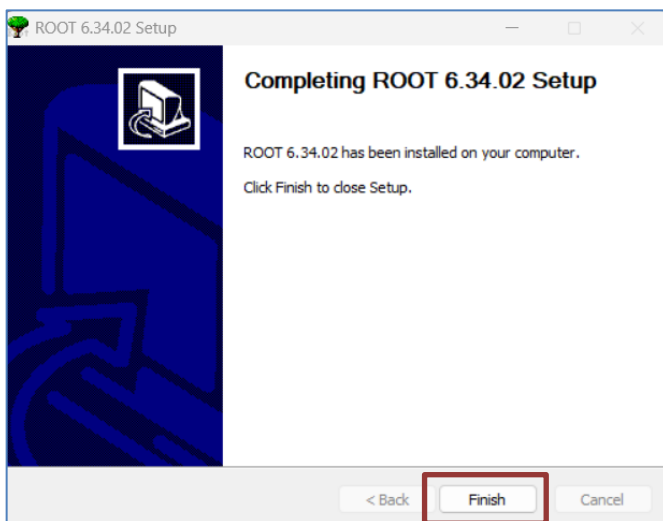 ROOT 6.34.02 Setup
Completing ROOT 6.34.02 Setup
ROOT 6.34.02 has been installed on your computer.
Click Finish to close Setup.
< Back Finish Cancel